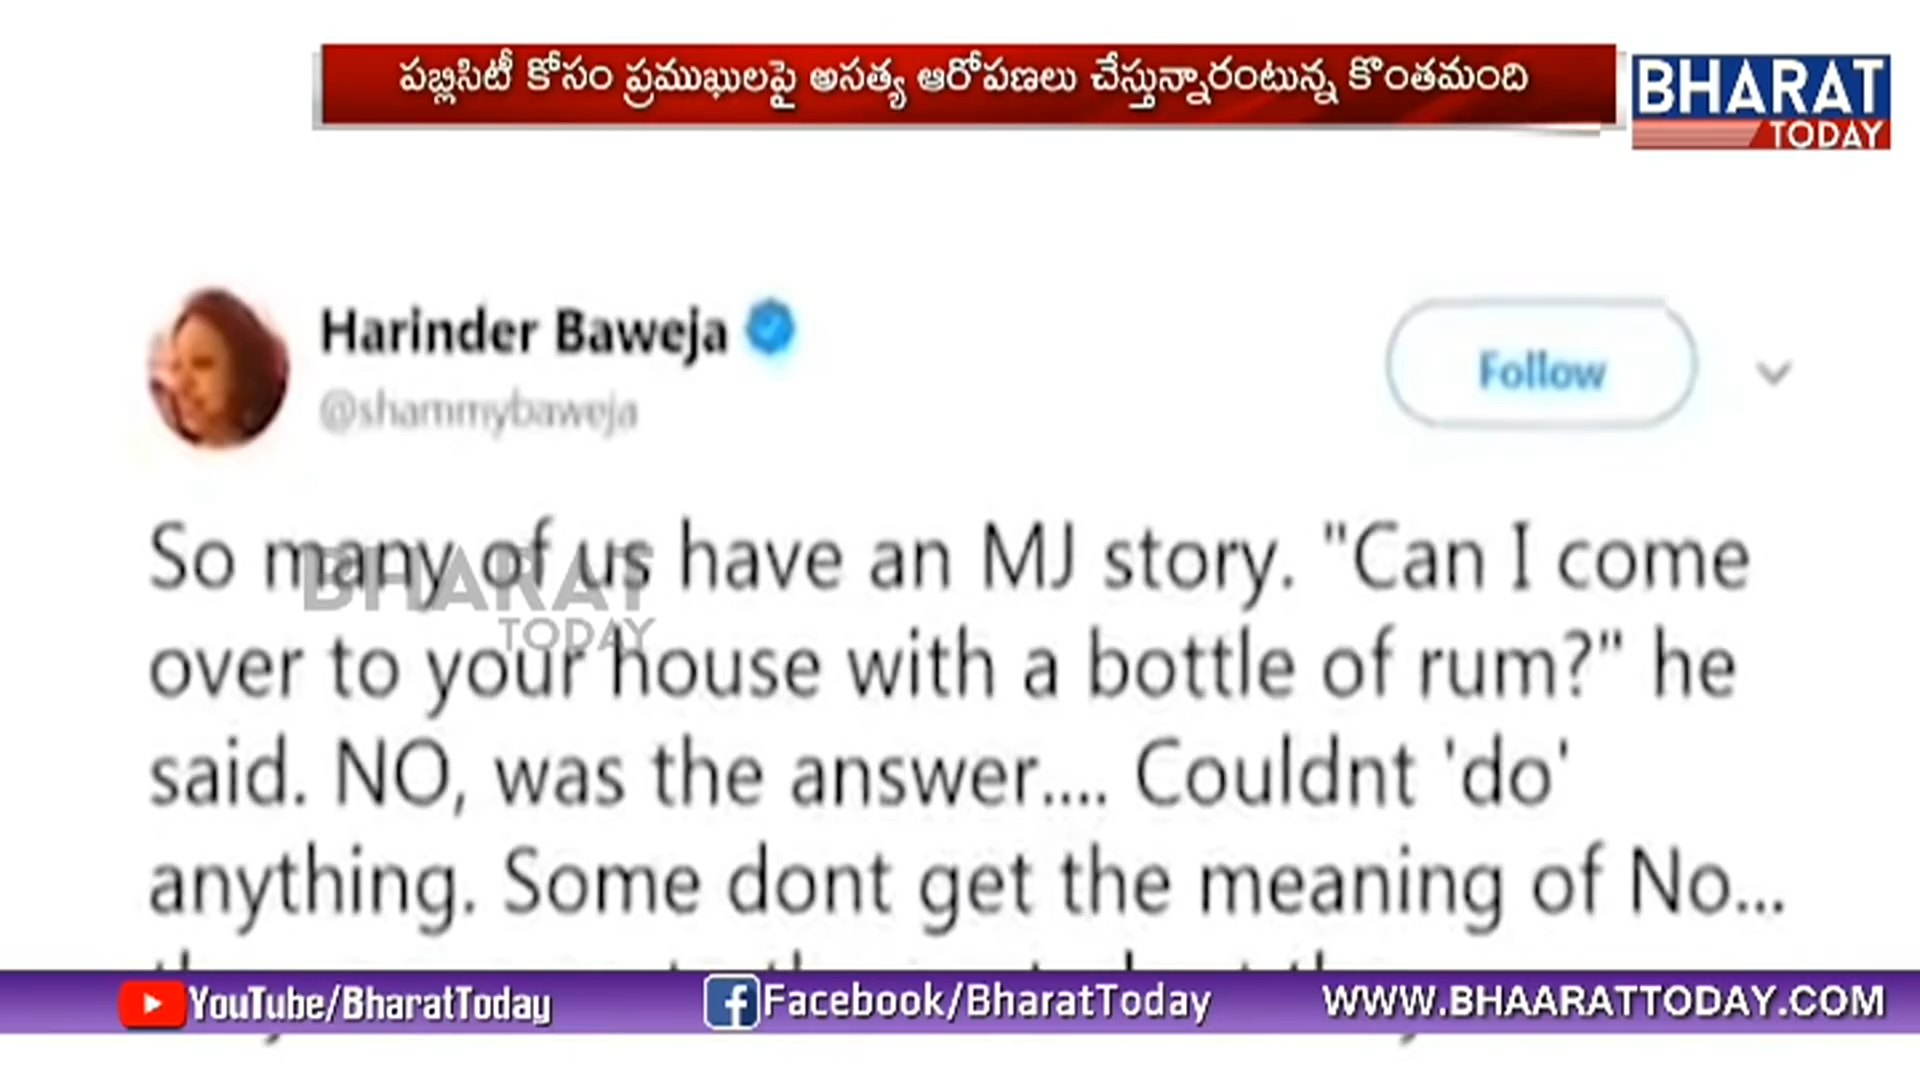 పబ్లిసిటీ కోసం ప్రముఖులపై అసత్య ఆరోపణలు చేస్తున్నారంటున్న కొంతమంది
BHARAT
TODAY
Harinder Baweja
@shammybaweja
Follow
So many of us have an MJ story. "Can I come
over to your house with a bottle of rum?" he
said. NO, was the answer.... Couldnt 'do'
anything. Some dont get the meaning of No...
BHARAT
TODAY
YouTube/BharatToday
Facebook/BharatToday
WWW.BHAARATTODAY.COM